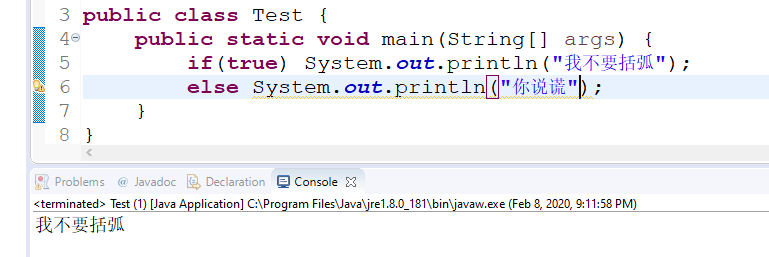 3 public class Test {
4 public static void main(String[] args) {
5 if(true) System.out.println("我不要括弧");
6 else System.out.println("你说谎");
7 }
8 }
Problems @ Javadoc Declaration Console
<terminated> Test (1) [Java Application] C:\Program Files\Java\jre1.8.0_181\bin\javaw.exe (Feb 8, 2020, 9:11:58 PM)
我不要括弧